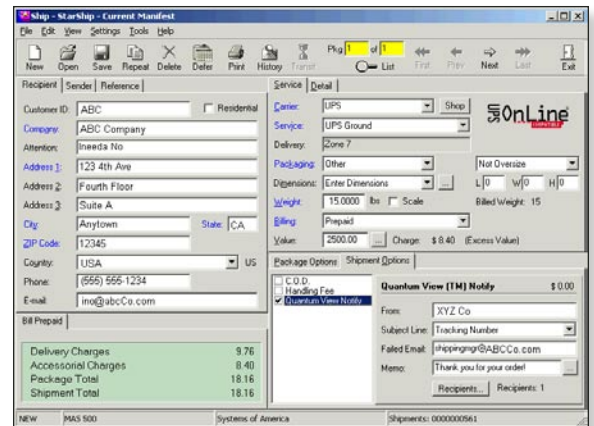 Ship - StarShip - Current Manifest
File Edit View Settings Tools Help
New Open Save Repeat Delete Defer Print History Transit Pkg 1 of 1 List First Prev Next Last Exit
Recipient Sender Reference
Customer ID: ABC Residential
Company: ABC Company
Attention: Ineeda No
Address 1: 123 4th Ave
Address 2: Fourth Floor
Address 3: Suite A
City: Anytown State: CA
ZIP Code: 12345
Country: USA US
Phone: (555) 555-1234
E-mail: ino@abcCo.com
Bill Prepaid
Delivery Charges 9.76
Accessorial Charges 8.40
Package Total 18.16
Shipment Total 18.16
Service Detail
Carrier: UPS Shop
Service: UPS Ground
Delivery: Zone 7
UPS OnLine
COMPATIBLE
Packaging: Other Not Oversize
Dimensions: Enter Dimensions ... L 0 W 0 H 0
Weight: 15.0000 lbs Scale Billed Weight: 15
Billing: Prepaid
Value: 2500.00 ... Charge: $ 8.40 (Excess Value)
Package Options Shipment Options
C.O.D.
Handling Fee
Quantum View Notify
Quantum View (TM) Notify $ 0.00
From: XYZ Co
Subject Line: Tracking Number
Failed Email: shippingmgr@ABCCo.com
Memo: Thank you for your order! ...
Recipients... Recipients: 1
NEW MAS 500 Systems of America Shipments: 0000000561